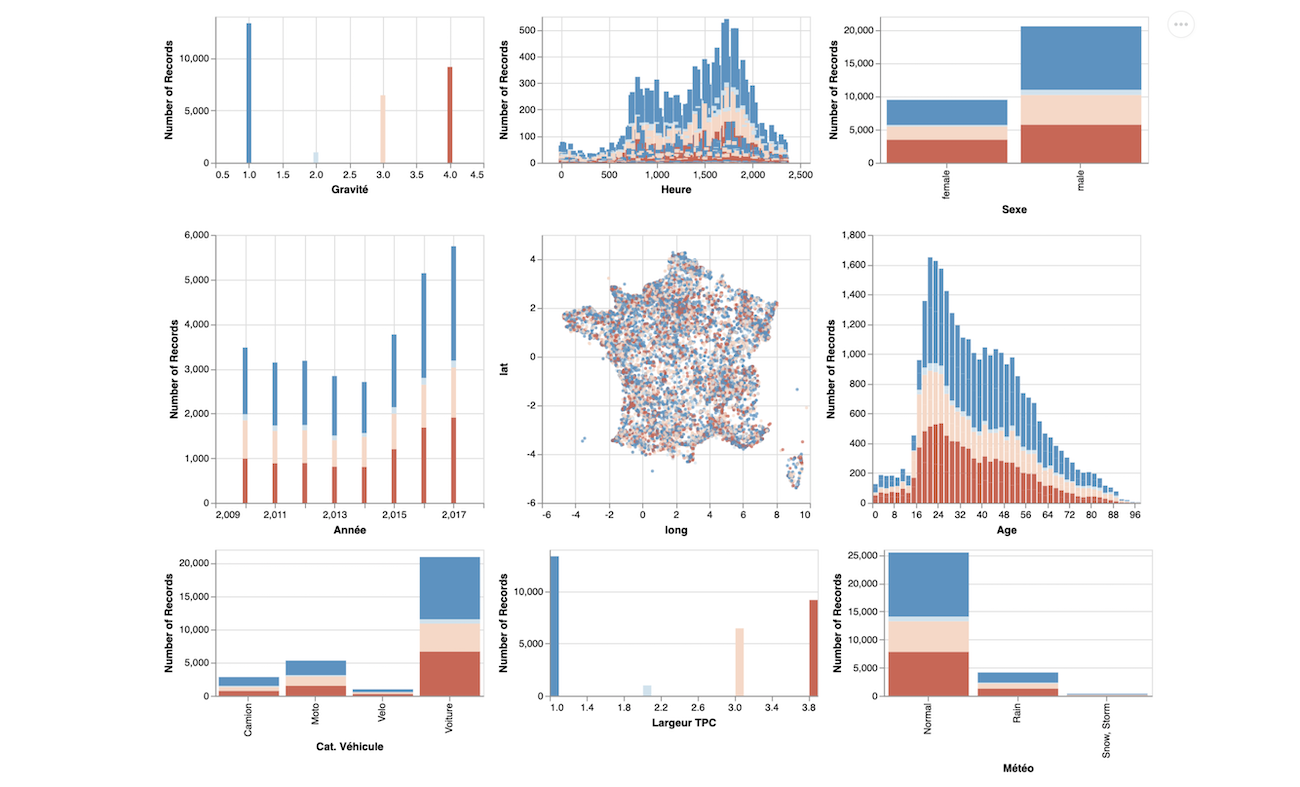 Number of Records
10,000
5,000
0
0.5 1.0 1.5 2.0 2.5 3.0 3.5 4.0 4.5
Gravité
Number of Records
500
400
300
200
100
0
0 500 1,000 1,500 2,000 2,500
Heure
Number of Records
20,000
15,000
10,000
5,000
0
female male
Sexe
Number of Records
6,000
5,000
4,000
3,000
2,000
1,000
0
2,009 2,011 2,013 2,015 2,017
Année
lat
4
2
0
-2
-4
-6
-6 -4 -2 0 2 4 6 8 10
long
Number of Records
1,800
1,600
1,400
1,200
1,000
800
600
400
200
0
0 8 16 24 32 40 48 56 64 72 80 88 96
Age
Number of Records
20,000
15,000
10,000
5,000
0
Camion Moto Velo Voiture
Cat. Véhicule
Number of Records
10,000
5,000
0
1.0 1.4 1.8 2.2 2.6 3.0 3.4 3.8
Largeur TPC
Number of Records
25,000
20,000
15,000
10,000
5,000
0
Normal Rain Snow, Storm
Météo